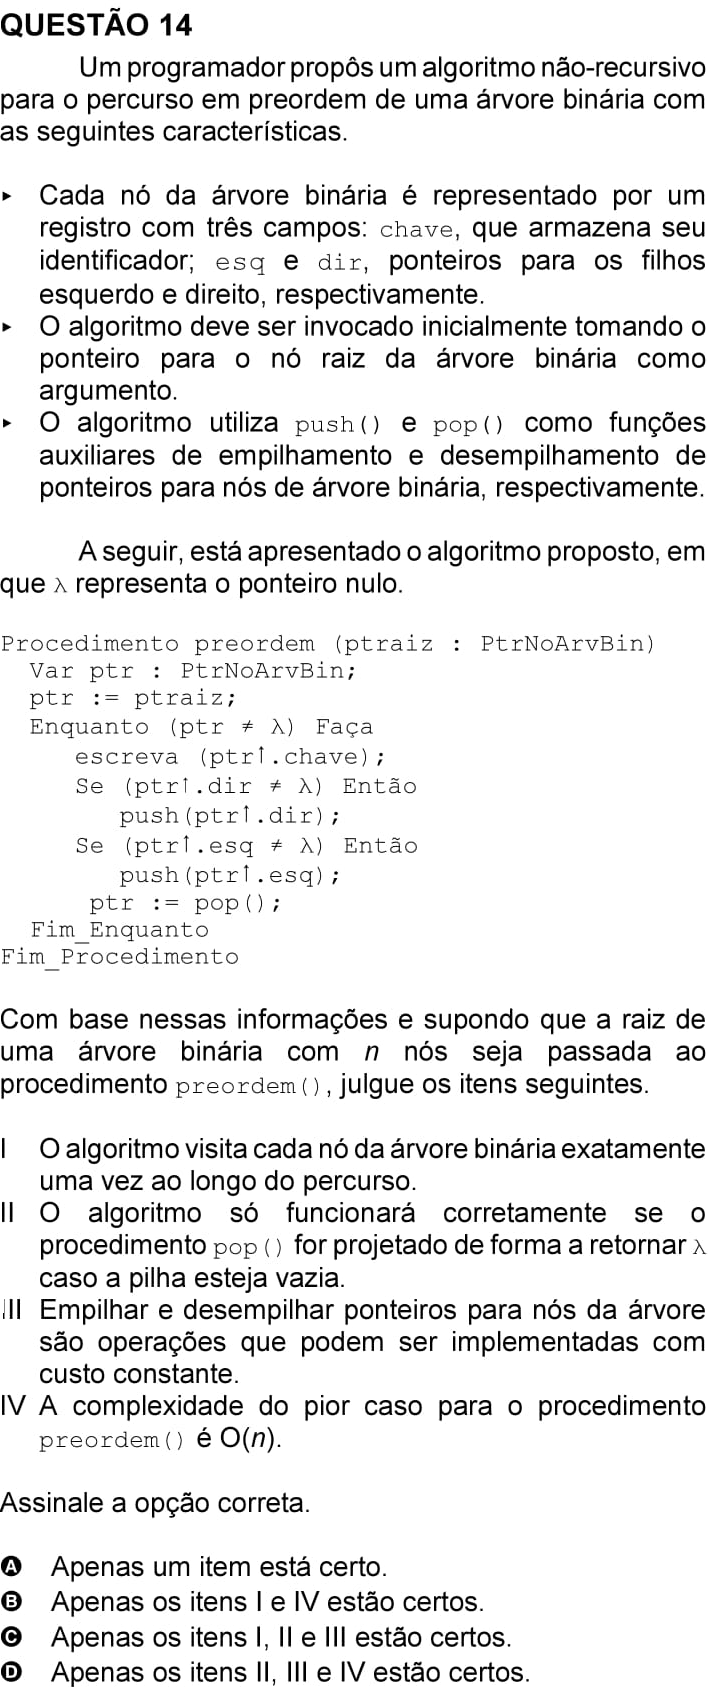 QUESTÃO 14
Um programador propôs um algoritmo não-recursivo
para o percurso em preordem de uma árvore binária com
as seguintes características.
‣ Cada nó da árvore binária é representado por um
registro com três campos: chave, que armazena seu
identificador; esq e dir, ponteiros para os filhos
esquerdo e direito, respectivamente.
‣ O algoritmo deve ser invocado inicialmente tomando o
ponteiro para o nó raiz da árvore binária como
argumento.
‣ O algoritmo utiliza push() e pop() como funções
auxiliares de empilhamento e desempilhamento de
ponteiros para nós de árvore binária, respectivamente.
A seguir, está apresentado o algoritmo proposto, em
que λ representa o ponteiro nulo.
Procedimento preordem (ptraiz : PtrNoArvBin)
Var ptr : PtrNoArvBin;
ptr := ptraiz;
Enquanto (ptr ≠ λ) Faça
escreva (ptr↑.chave);
Se (ptr↑.dir ≠ λ) Então
push(ptr↑.dir);
Se (ptr↑.esq ≠ λ) Então
push(ptr↑.esq);
ptr := pop();
Fim_Enquanto
Fim_Procedimento
Com base nessas informações e supondo que a raiz de
uma árvore binária com n nós seja passada ao
procedimento preordem(), julgue os itens seguintes.
I O algoritmo visita cada nó da árvore binária exatamente
uma vez ao longo do percurso.
II O algoritmo só funcionará corretamente se o
procedimento pop() for projetado de forma a retornar λ
caso a pilha esteja vazia.
III Empilhar e desempilhar ponteiros para nós da árvore
são operações que podem ser implementadas com
custo constante.
IV A complexidade do pior caso para o procedimento
preordem() é O(n).
Assinale a opção correta.
A Apenas um item está certo.
B Apenas os itens I e IV estão certos.
C Apenas os itens I, II e III estão certos.
D Apenas os itens II, III e IV estão certos.